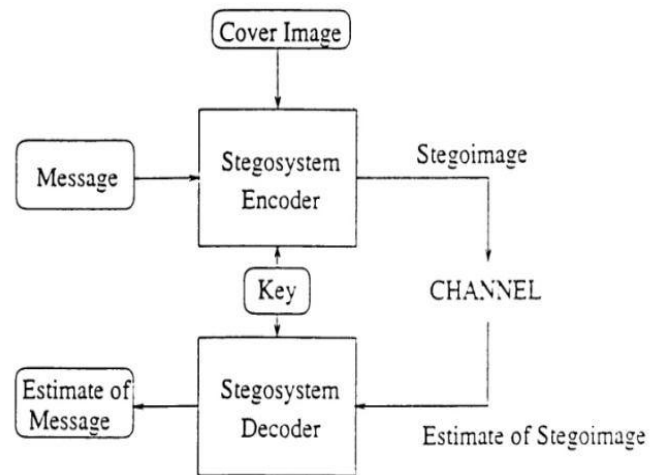 Cover Image
Message
Stegosystem
Encoder
Stegoimage
Key
CHANNEL
Estimate of
Message
Stegosystem
Decoder
Estimate of Stegoimage